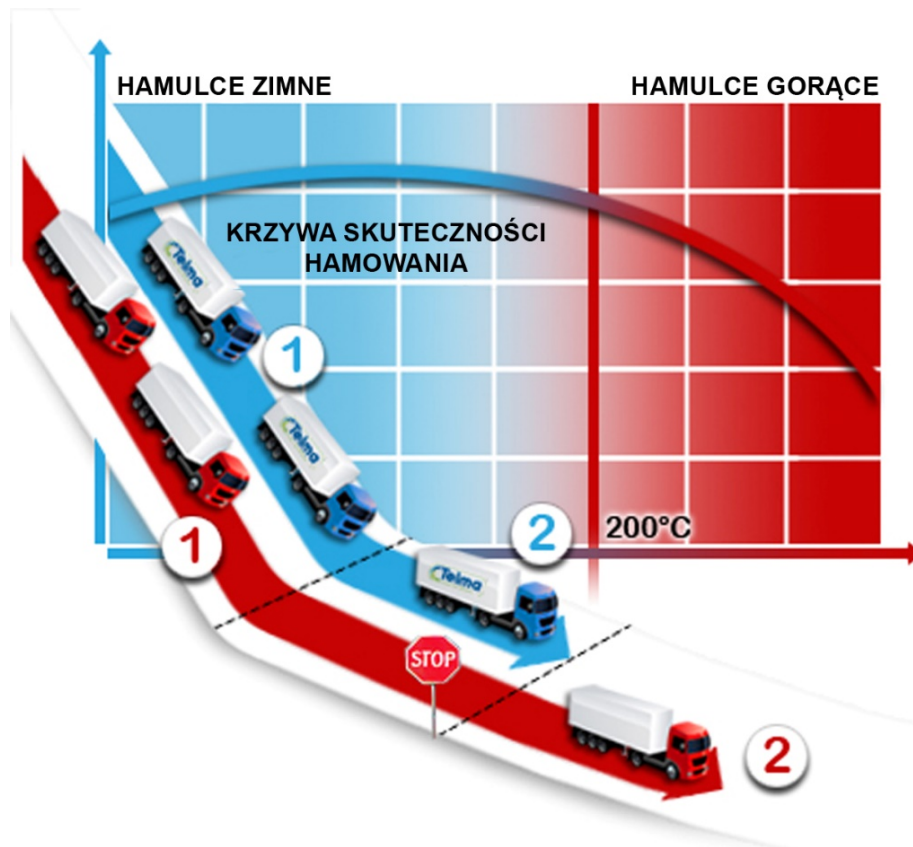 HAMULCE ZIMNE
HAMULCE GORĄCE
KRZYWA SKUTECZNOŚCI
HAMOWANIA
Telma
1
Telma
1
2
200°C
Telma
STOP
2